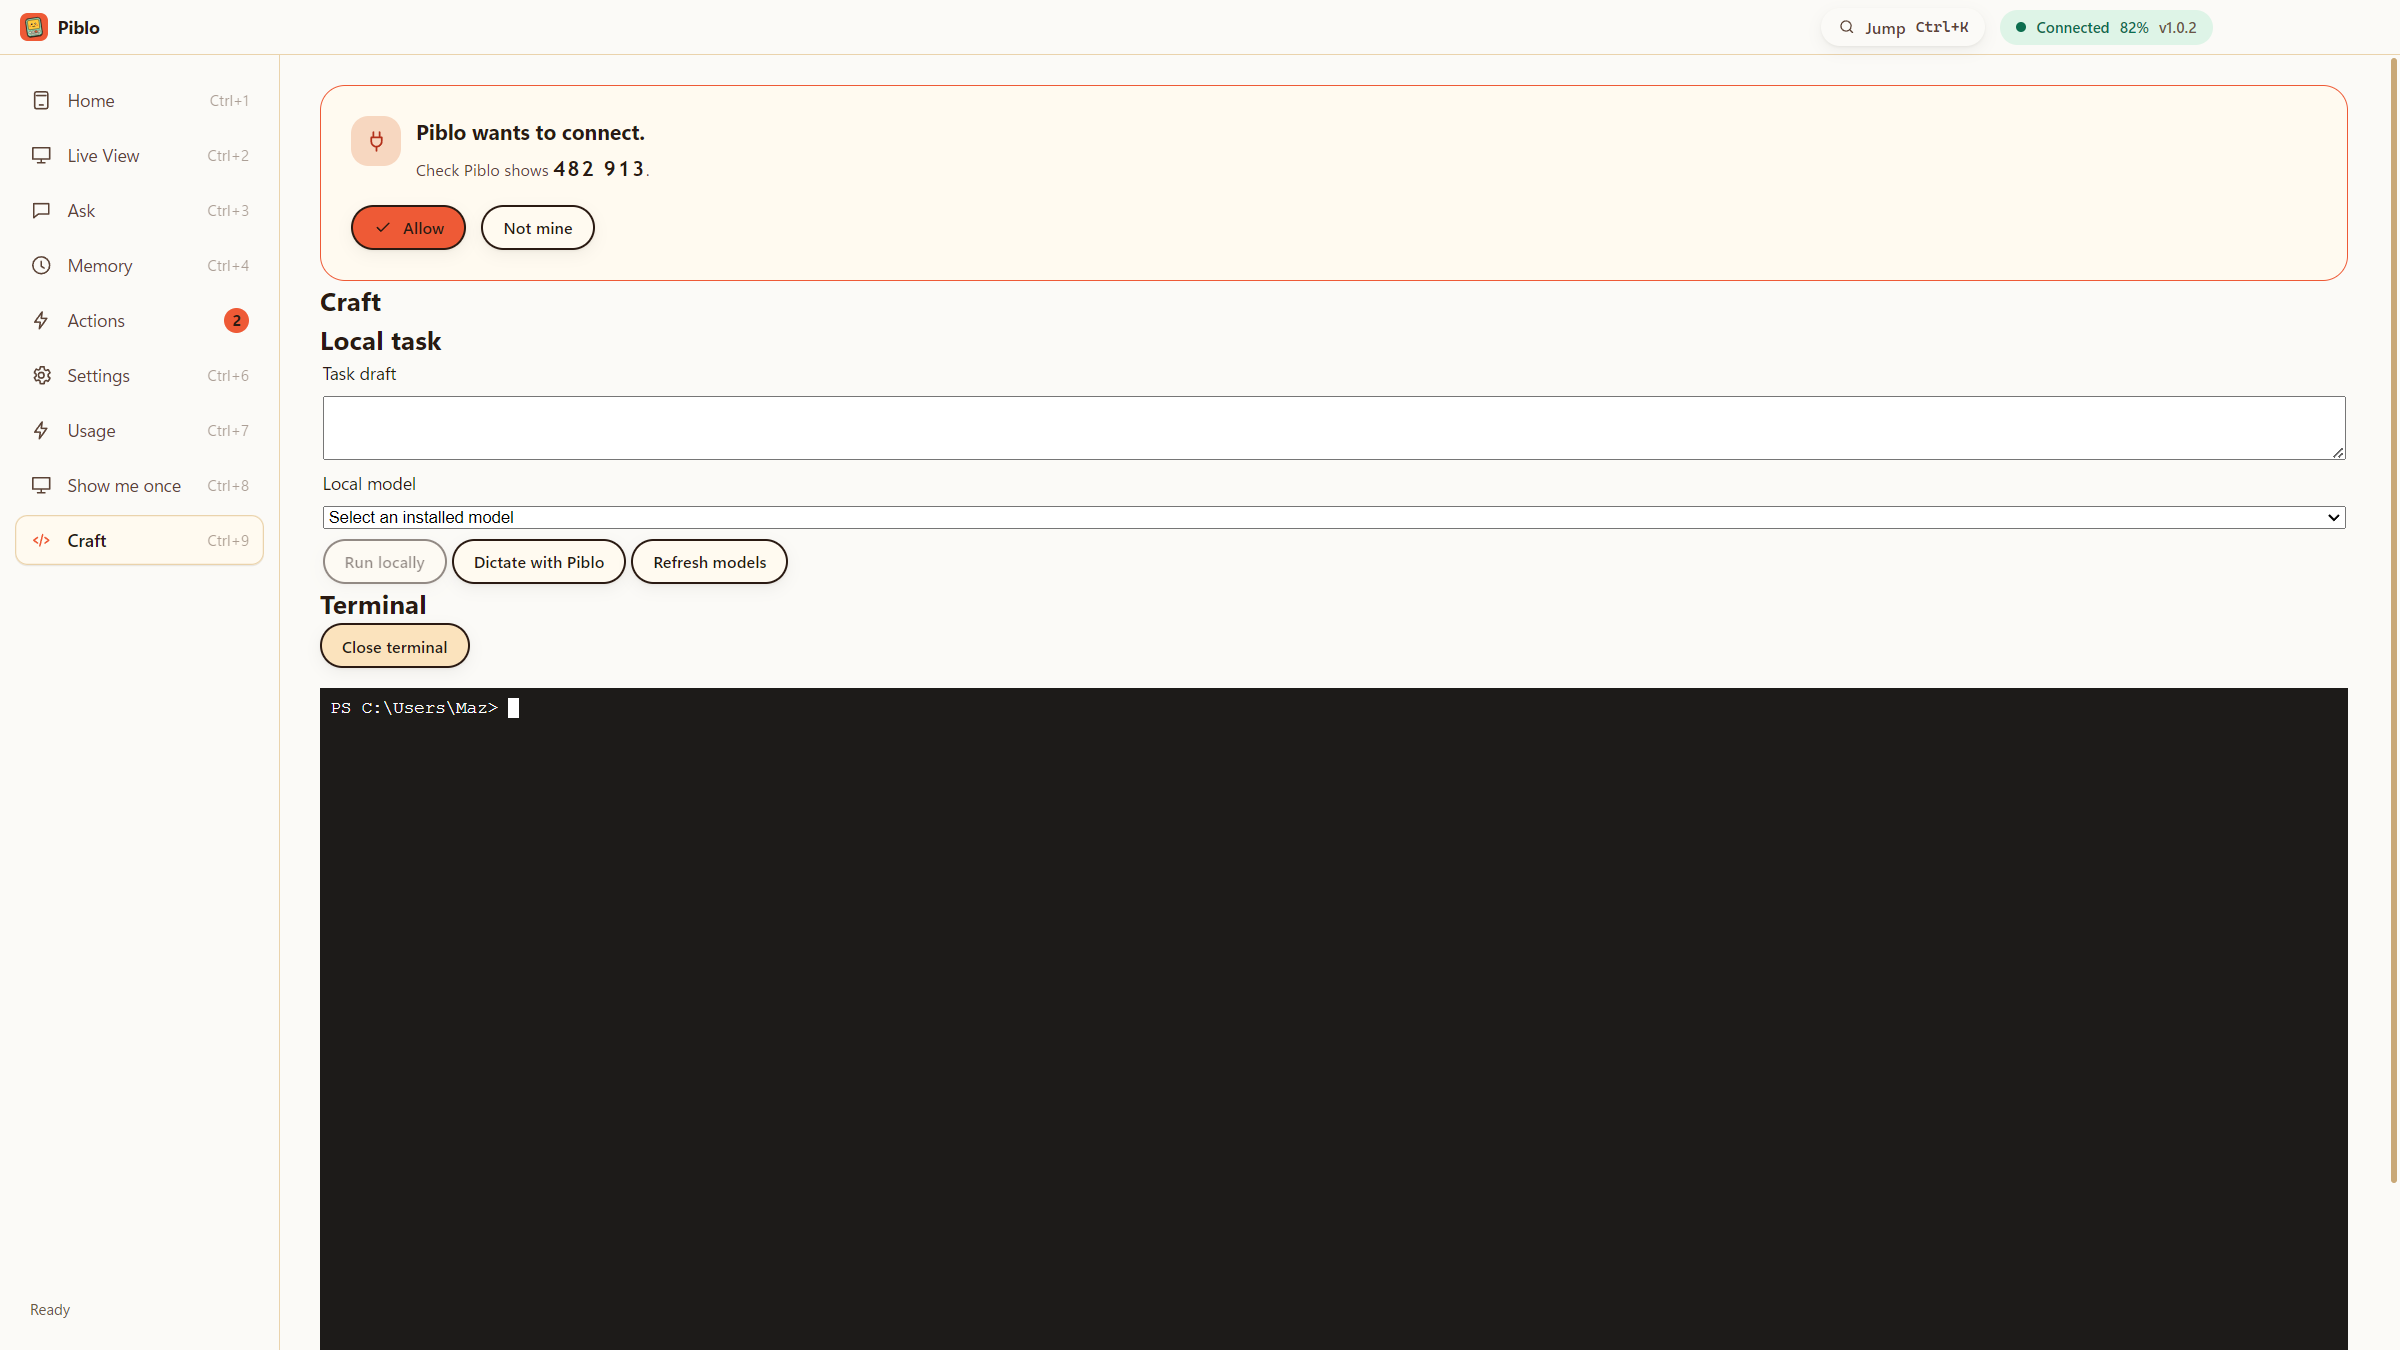 Piblo
Jump Ctrl+K
Connected 82% v1.0.2
Home Ctrl+1
Live View Ctrl+2
Ask Ctrl+3
Memory Ctrl+4
Actions 2
Settings Ctrl+6
Usage Ctrl+7
Show me once Ctrl+8
Craft Ctrl+9
Ready
Piblo wants to connect.
Check Piblo shows 482 913.
Allow
Not mine
Craft
Local task
Task draft
Local model
Select an installed model
Run locally
Dictate with Piblo
Refresh models
Terminal
Close terminal
PS C:\Users\Maz>